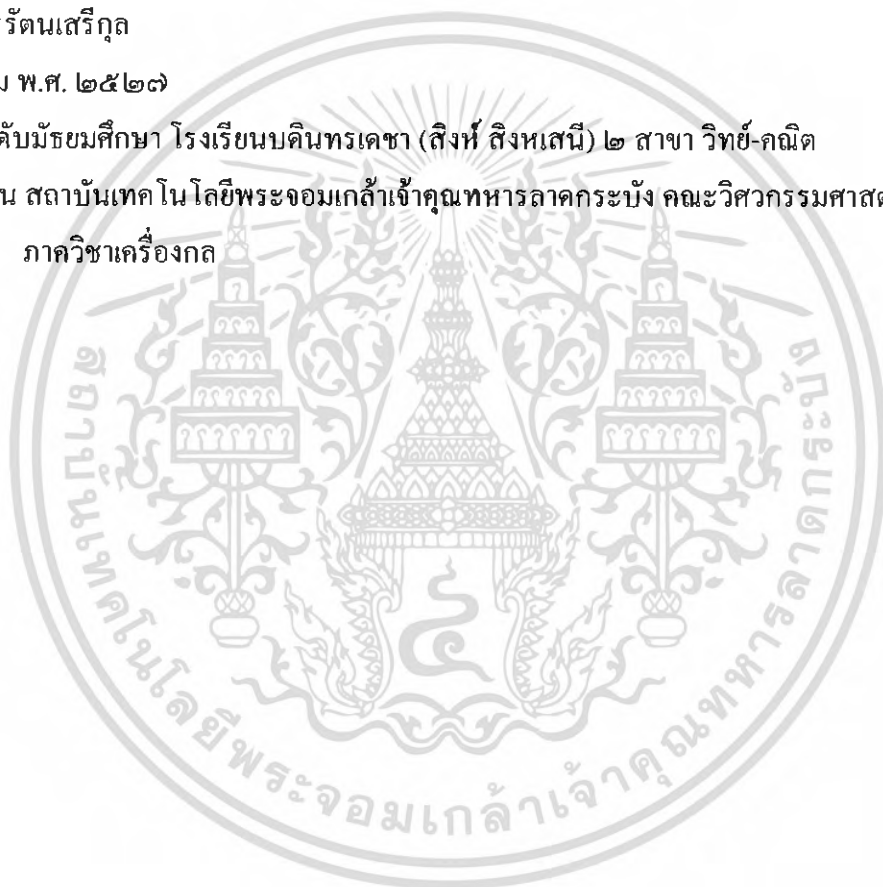 รัตนเสรีกุล
พ.ศ. ๒๕๒๗
ดับมัธยมศึกษา โรงเรียนบดินทรเดชา (สิงห์ สิงหเสนี) ๒ สาขา วิทย์-คณิต
น สถาบันเทคโนโลยีพระจอมเกล้าเจ้าคุณทหารลาดกระบัง คณะวิศวกรรมศาสต
ภาควิชาเครื่องกล
สถาบันเทคโนโลยีพระจอมเกล้าเจ้าคุณทหารลาดกระบัง
๔